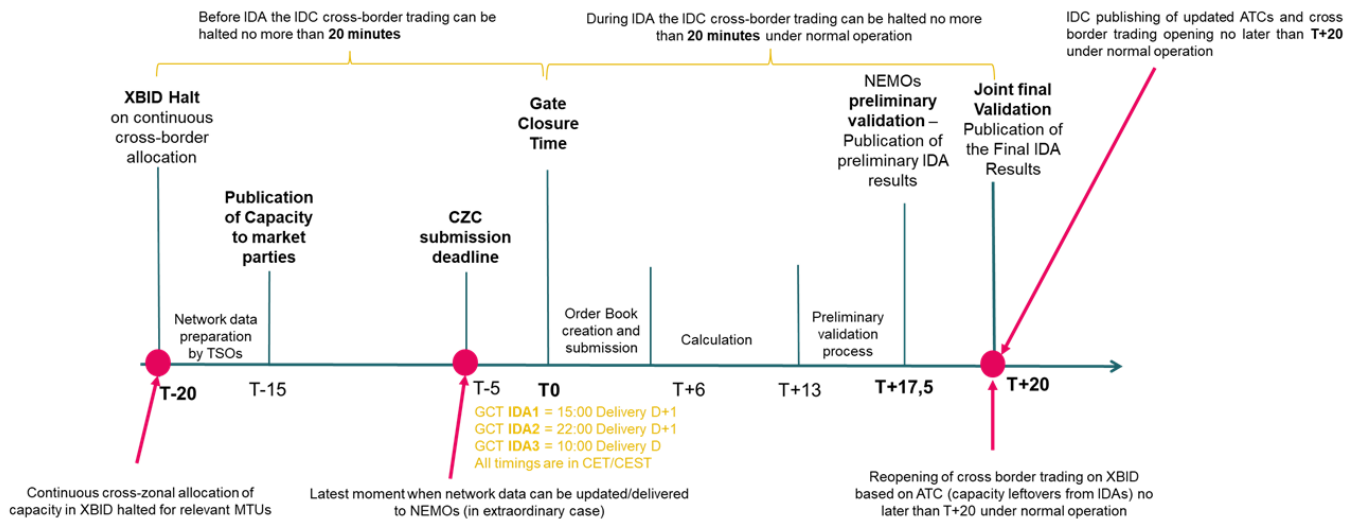 Before IDA the IDC cross-border trading can be
halted no more than 20 minutes
During IDA the IDC cross-border trading can be halted no more
than 20 minutes under normal operation
IDC publishing of updated ATCs and cross
border trading opening no later than T+20
under normal operation
XBID Halt
on continuous
cross-border
allocation
Gate
Closure
Time
NEMOs
preliminary
validation –
Publication of
preliminary IDA
results
Joint final
Validation
Publication of
the Final IDA
Results
Publication
of Capacity
to market
parties
CZC
submission
deadline
Network data
preparation
by TSOs
Order Book
creation and
submission
Calculation
Preliminary
validation
process
T-20
T-15
T-5
T0
T+6
T+13
T+17,5
T+20
GCT IDA1 = 15:00 Delivery D+1
GCT IDA2 = 22:00 Delivery D+1
GCT IDA3 = 10:00 Delivery D
All timings are in CET/CEST
Continuous cross-zonal allocation of
capacity in XBID halted for relevant MTUs
Latest moment when network data can be updated/delivered
to NEMOs (in extraordinary case)
Reopening of cross border trading on XBID
based on ATC (capacity leftovers from IDAs) no
later than T+20 under normal operation